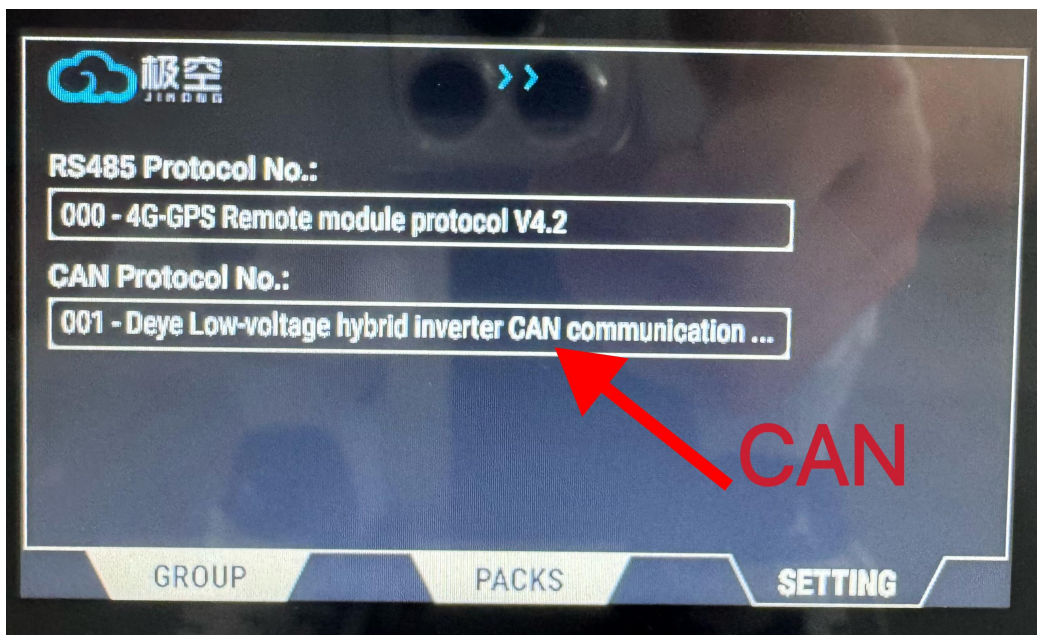 极空
JIKONG
>>
RS485 Protocol No.:
000 - 4G-GPS Remote module protocol V4.2
CAN Protocol No.:
001 - Deye Low-voltage hybrid inverter CAN communication ...
CAN
GROUP PACKS SETTING